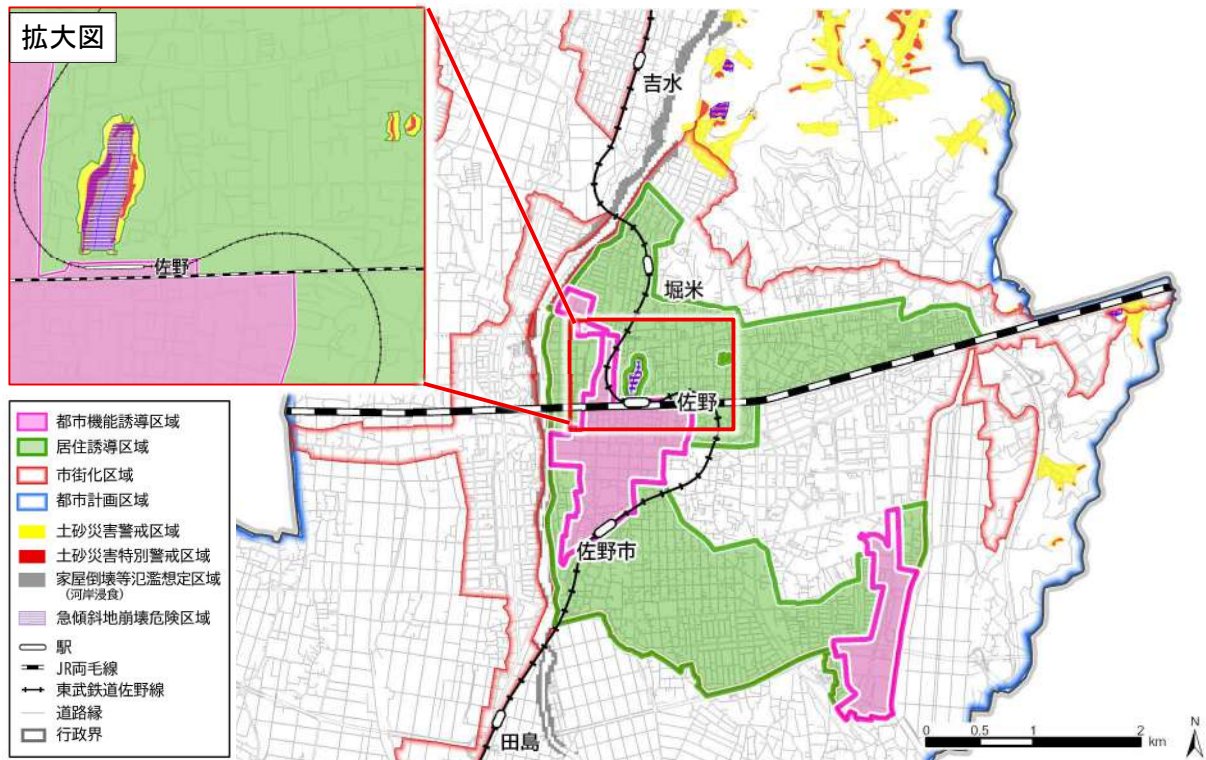 拡大図
佐野
吉水
堀米
佐野
佐野市
田島
都市機能誘導区域
居住誘導区域
市街化区域
都市計画区域
土砂災害警戒区域
土砂災害特別警戒区域
家屋倒壊等氾濫想定区域
（河岸浸食）
急傾斜地崩壊危険区域
駅
JR両毛線
東武鉄道佐野線
道路縁
行政界
0 0.5 1 2
km
N